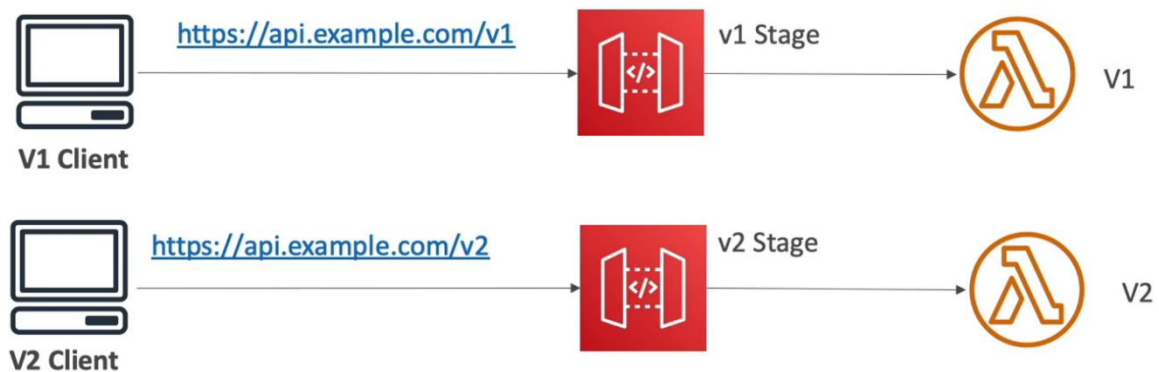 https://api.example.com/v1
v1 Stage
</>
V1
V1 Client
https://api.example.com/v2
v2 Stage
</>
V2
V2 Client